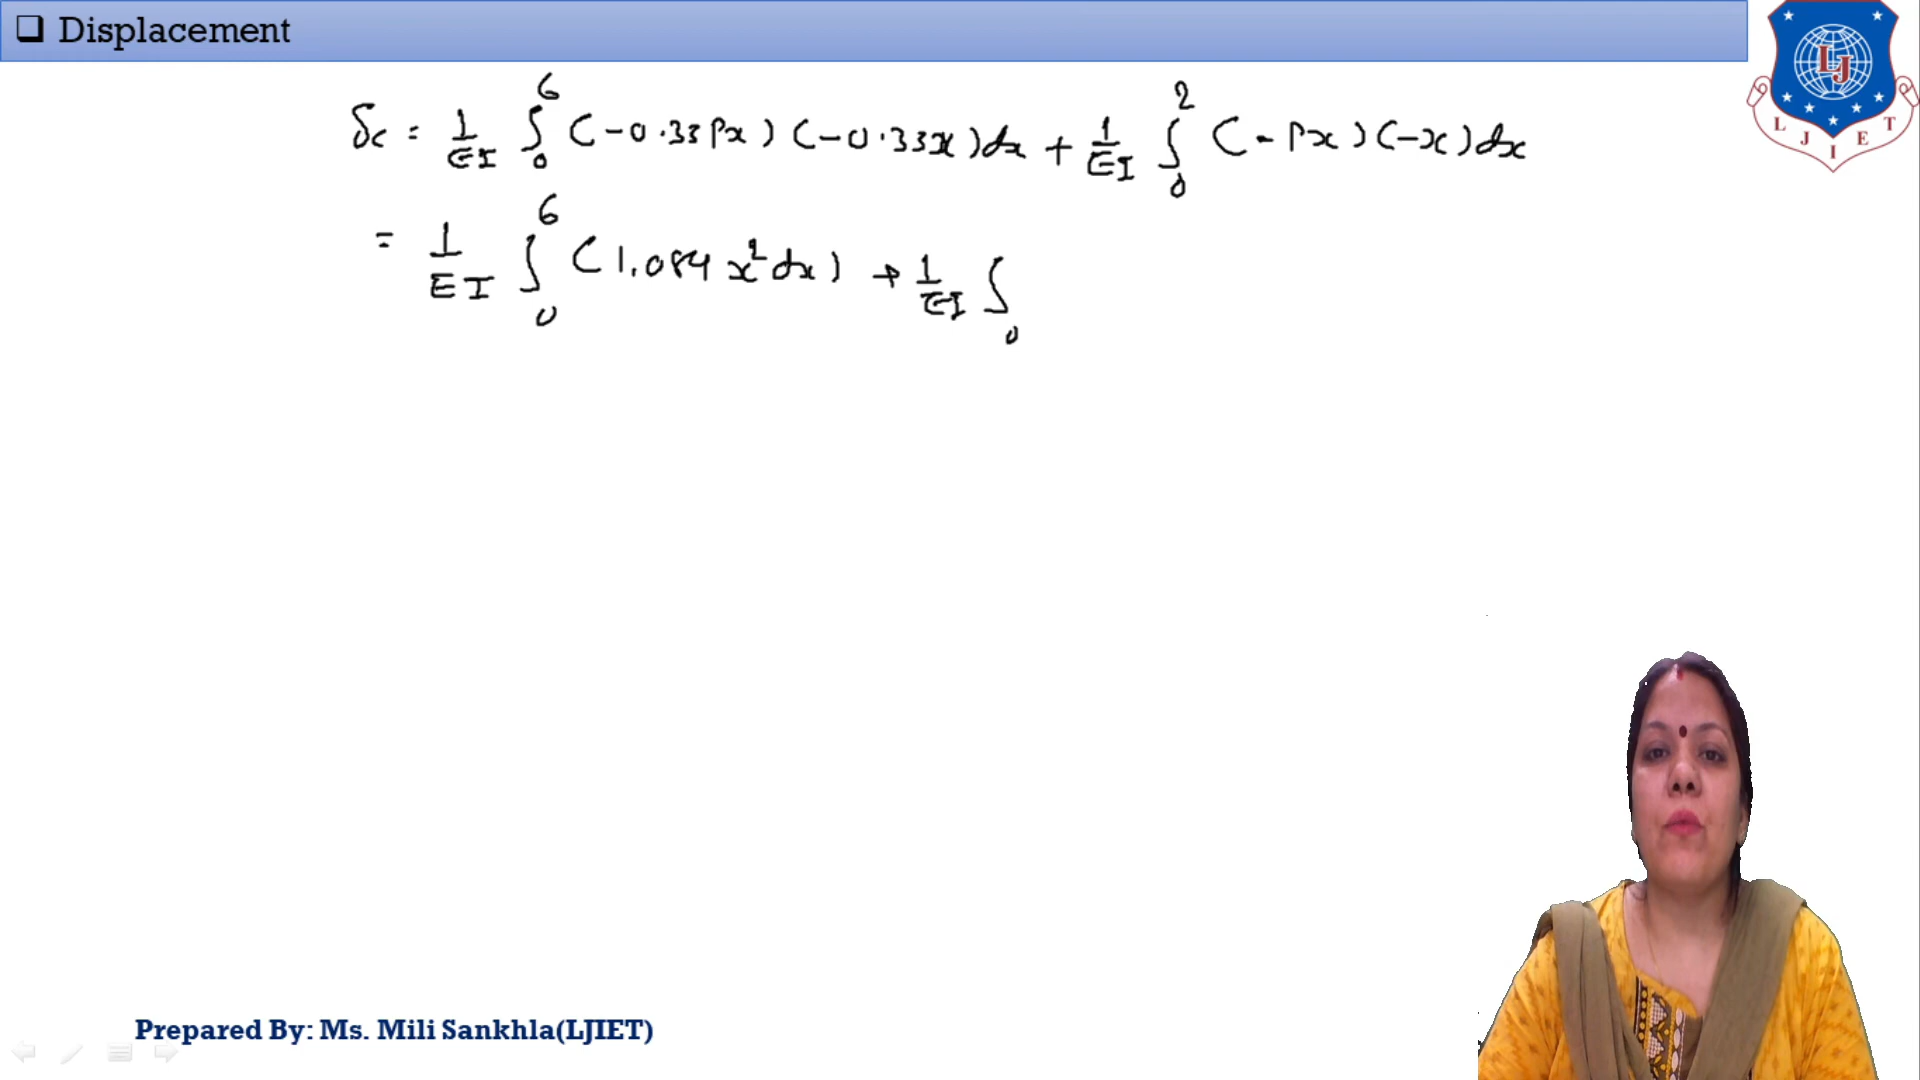 ❑ Displacement
L J I E T
LJ
δc = 1/EI ∫₀⁶ (-0.33Px) (-0.33x) dx + 1/EI ∫₀² (-Px) (-x) dx
= 1/EI ∫₀⁶ (1.089 x² dx) + 1/EI ∫₀
Prepared By: Ms. Mili Sankhla(LJIET)